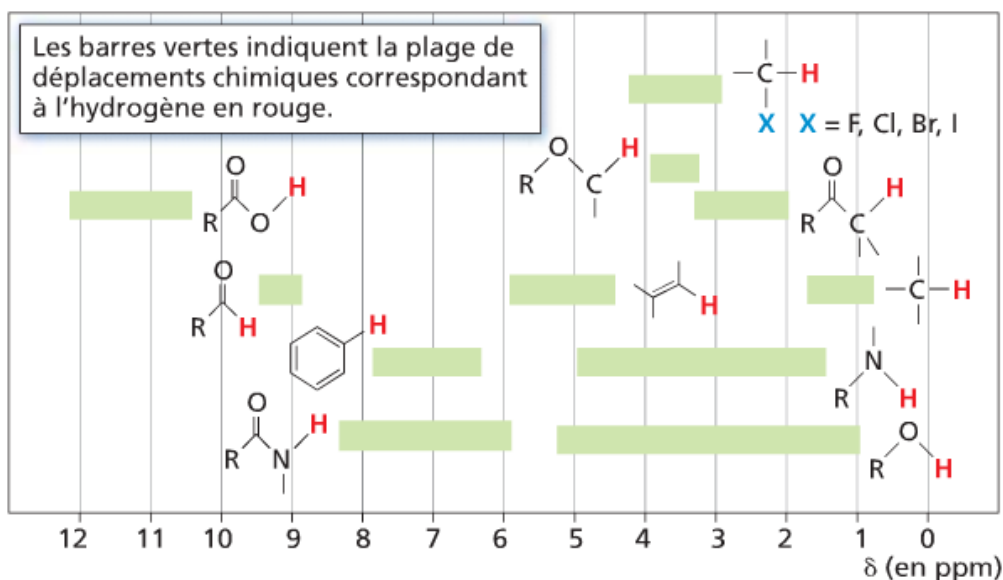 Les barres vertes indiquent la plage de
déplacements chimiques correspondant
à l'hydrogène en rouge.
C H
X X = F, Cl, Br, I
O H
R C
O H
R O
O H
R C
O
R H
H
C H
H
N
R H
O H
R N
O
R H
12 11 10 9 8 7 6 5 4 3 2 1 0
δ (en ppm)